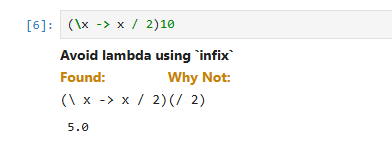 [6]: (\x -> x / 2)10
Avoid lambda using `infix`
Found: Why Not:
(\ x -> x / 2)(/ 2)
5.0